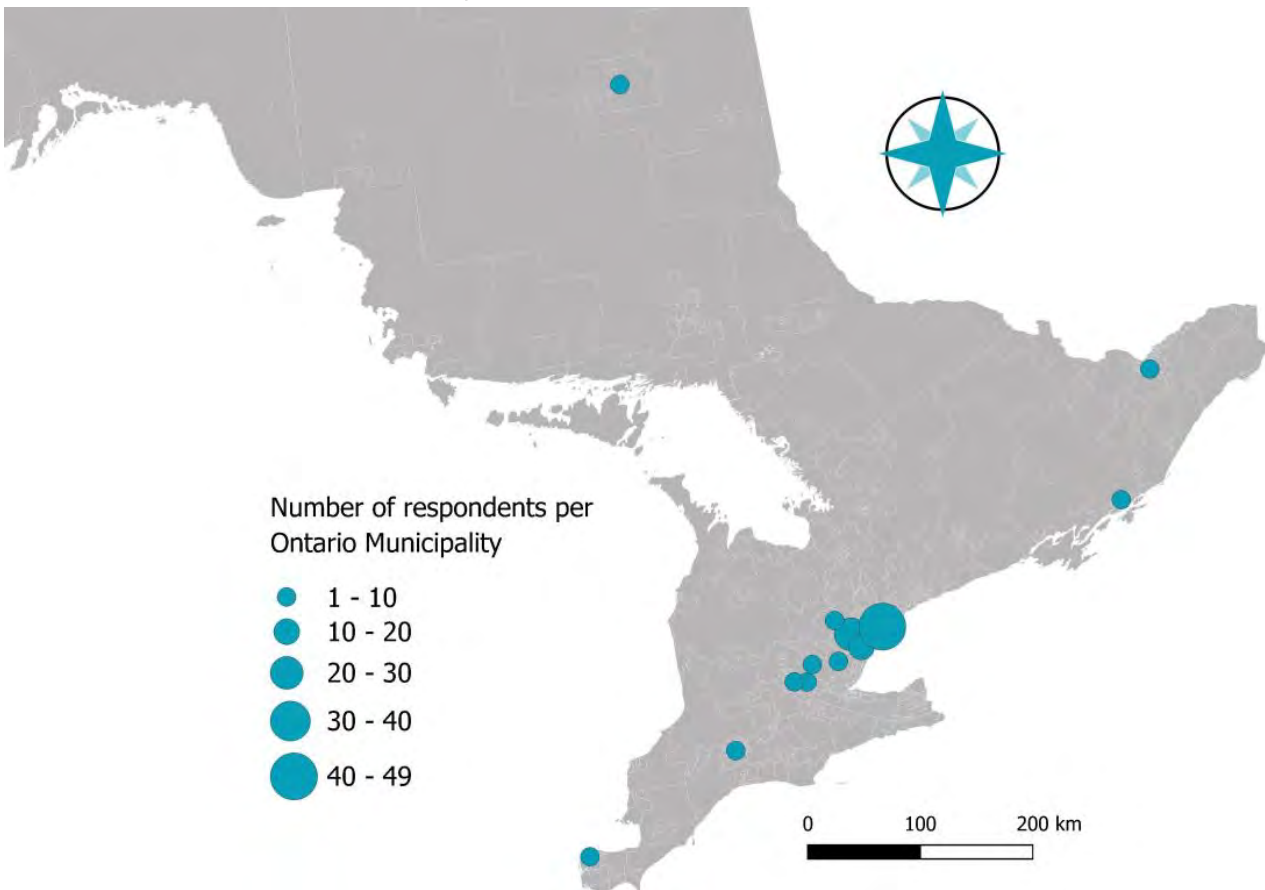 Number of respondents per
Ontario Municipality
1 - 10
10 - 20
20 - 30
30 - 40
40 - 49
0 100 200 km